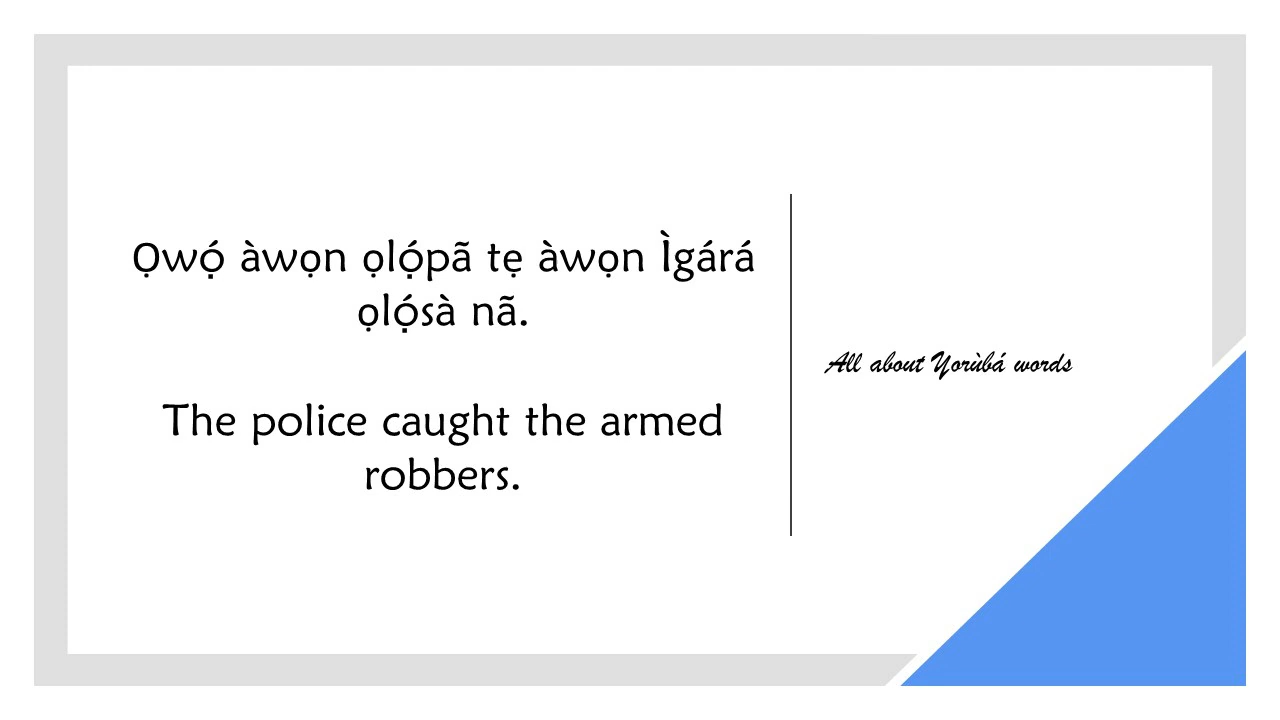 Ọwọ́ àwọn ọlọ́pã tẹ àwọn Ìgárá
ọlọ́sà nã.
The police caught the armed
robbers.
All about Yorùbá words